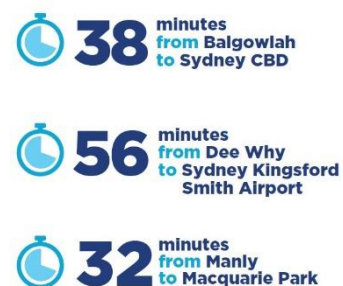 38 minutes
from Balgowlah
to Sydney CBD
56 minutes
from Dee Why
to Sydney Kingsford
Smith Airport
32 minutes
from Manly
to Macquarie Park